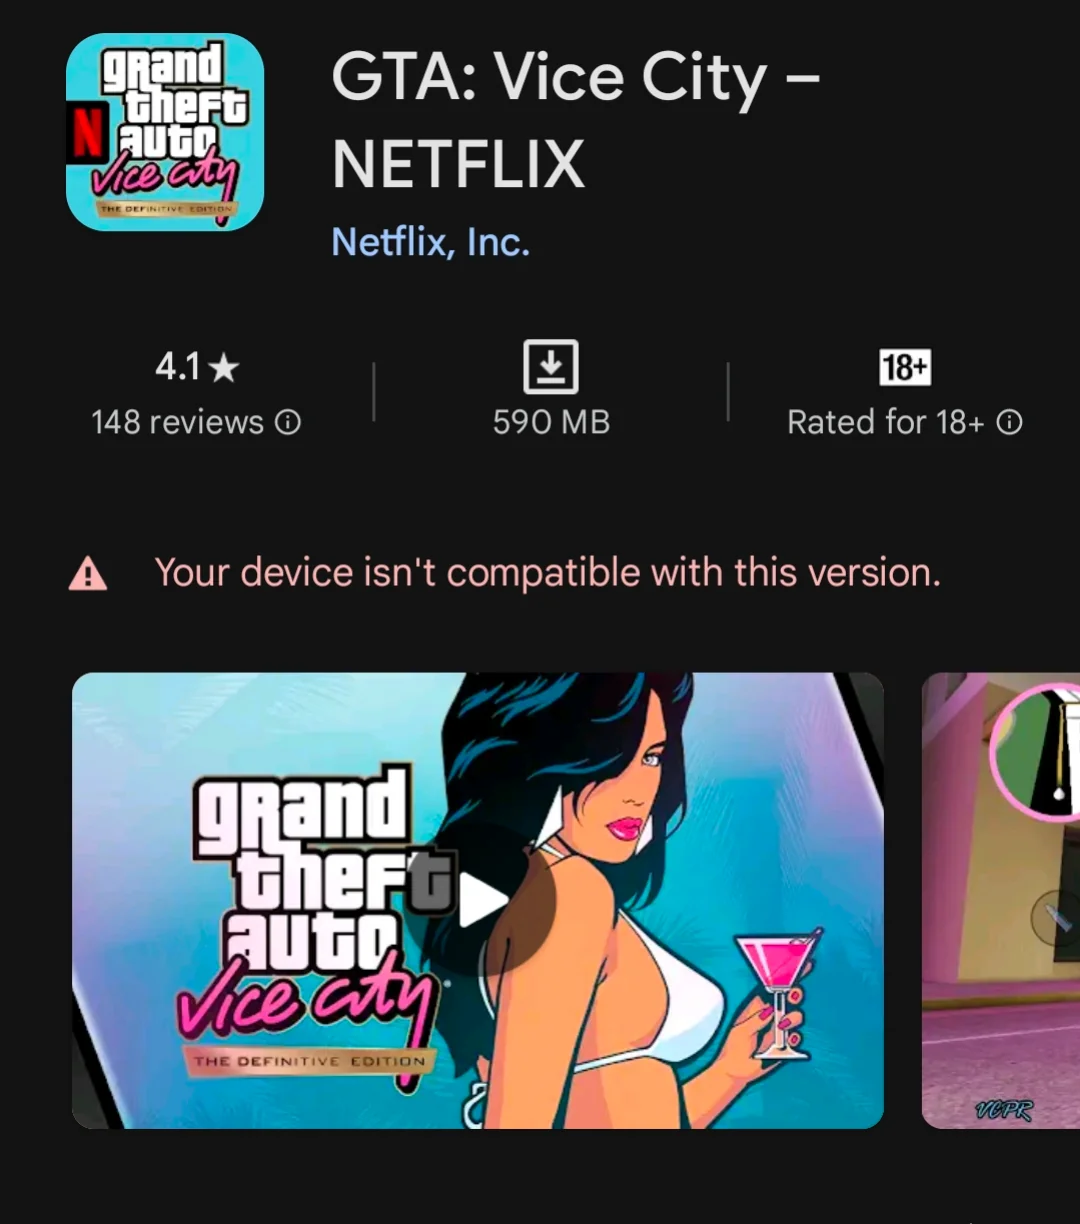 grand
theft
auto
N
vice city
THE DEFINITIVE EDITION
GTA: Vice City –
NETFLIX
Netflix, Inc.
4.1★
148 reviews
590 MB
18+
Rated for 18+
Your device isn't compatible with this version.
grand
theft
auto
vice city
THE DEFINITIVE EDITION
VCPR